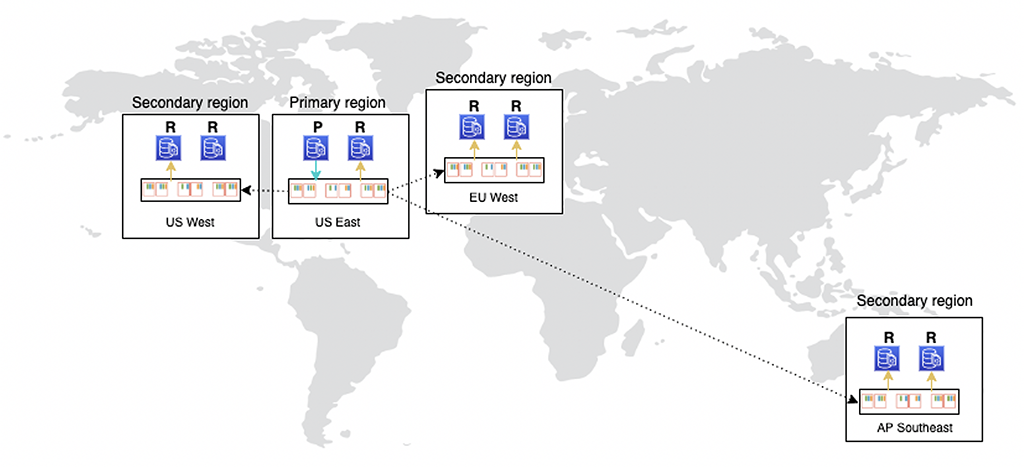 Secondary region
R R
US West
Primary region
P R
US East
Secondary region
R R
EU West
Secondary region
R R
AP Southeast